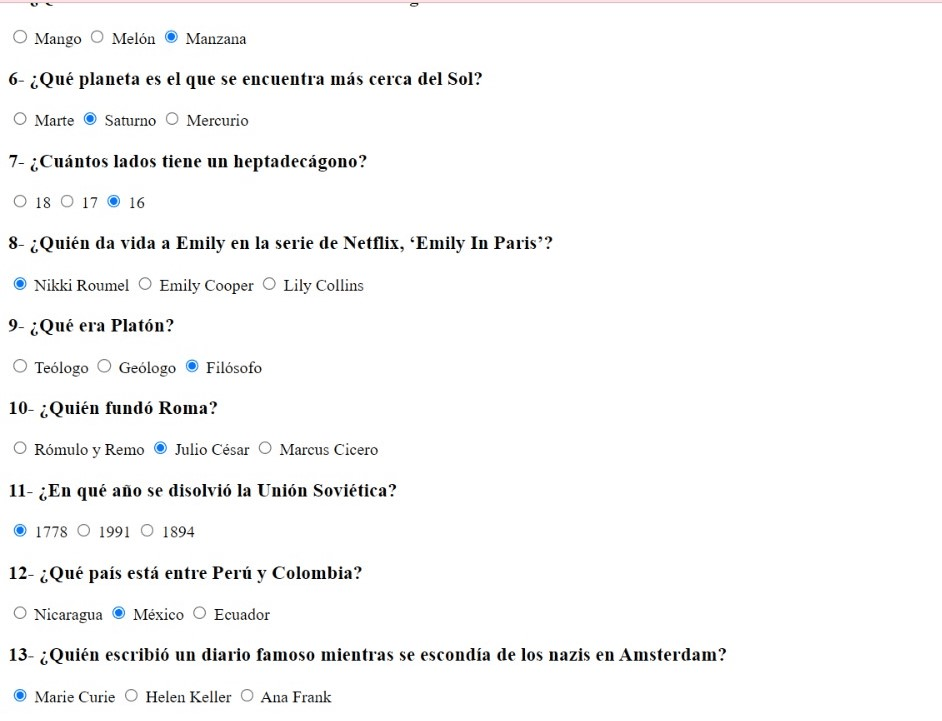 Mango Melón Manzana
6- ¿Qué planeta es el que se encuentra más cerca del Sol?
Marte Saturno Mercurio
7- ¿Cuántos lados tiene un heptadecágono?
18 17 16
8- ¿Quién da vida a Emily en la serie de Netflix, ‘Emily In Paris’?
Nikki Roumel Emily Cooper Lily Collins
9- ¿Qué era Platón?
Teólogo Geólogo Filósofo
10- ¿Quién fundó Roma?
Rómulo y Remo Julio César Marcus Cicero
11- ¿En qué año se disolvió la Unión Soviética?
1778 1991 1894
12- ¿Qué país está entre Perú y Colombia?
Nicaragua México Ecuador
13- ¿Quién escribió un diario famoso mientras se escondía de los nazis en Amsterdam?
Marie Curie Helen Keller Ana Frank